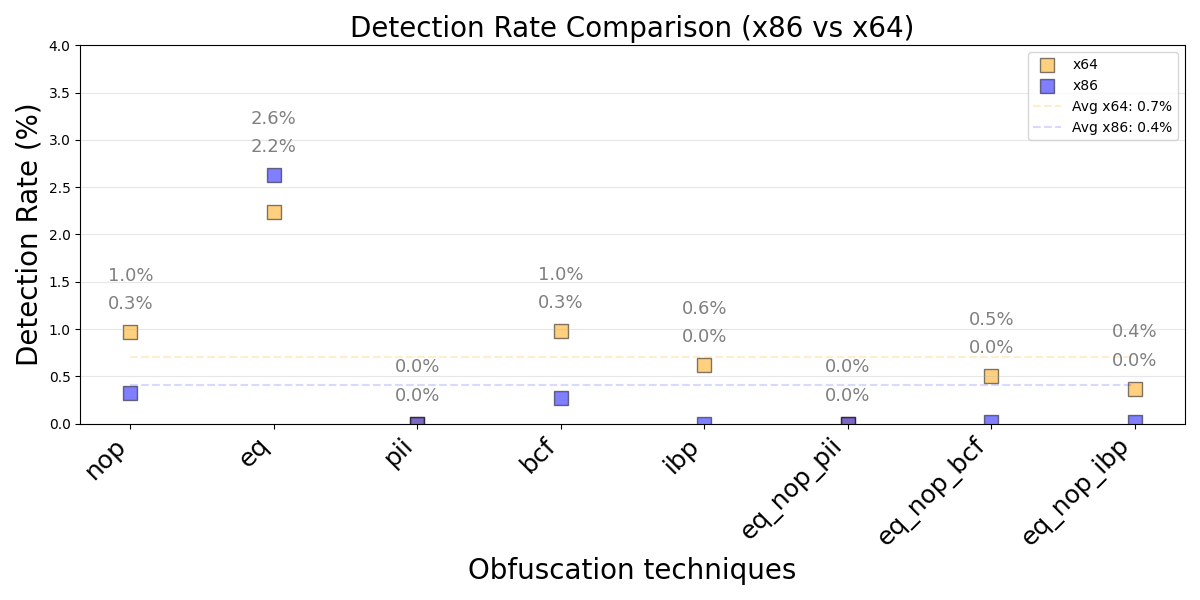 Detection Rate Comparison (x86 vs x64)
Detection Rate (%)
4.0
3.5
3.0
2.5
2.0
1.5
1.0
0.5
0.0
x64
x86
Avg x64: 0.7%
Avg x86: 0.4%
1.0%
0.3%
2.6%
2.2%
0.0%
0.0%
1.0%
0.3%
0.6%
0.0%
0.0%
0.0%
0.5%
0.0%
0.4%
0.0%
nop
eq
pii
bcf
ibp
eq_nop_pii
eq_nop_bcf
eq_nop_ibp
Obfuscation techniques